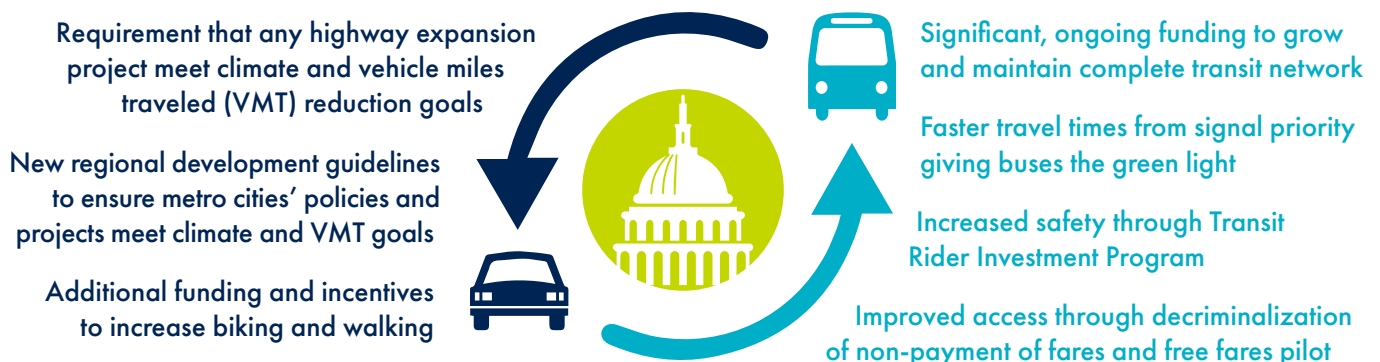 Requirement that any highway expansion
project meet climate and vehicle miles
traveled (VMT) reduction goals
New regional development guidelines
to ensure metro cities’ policies and
projects meet climate and VMT goals
Additional funding and incentives
to increase biking and walking
Significant, ongoing funding to grow
and maintain complete transit network
Faster travel times from signal priority
giving buses the green light
Increased safety through Transit
Rider Investment Program
Improved access through decriminalization
of non-payment of fares and free fares pilot